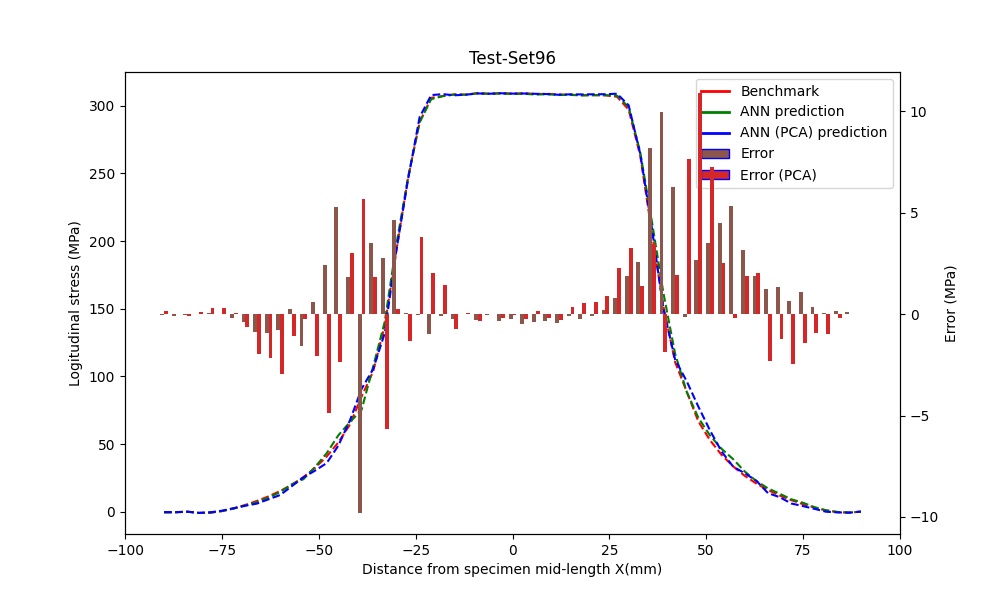 Test-Set96
Benchmark
ANN prediction
ANN (PCA) prediction
Error
Error (PCA)
300
250
200
150
100
50
0
Logitudinal stress (MPa)
10
5
0
−5
−10
Error (MPa)
−100 −75 −50 −25 0 25 50 75 100
Distance from specimen mid-length X(mm)